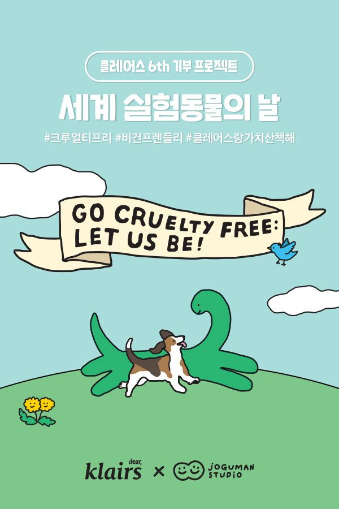 클레어스 6th 기부 프로젝트
세계 실험동물의 날
#크루얼티프리 #비건프렌들리 #클레어스랑가치산책해
GO CRUELTY FREE:
LET US BE!
dear,
klairs × JOGUMAN
STUDIO